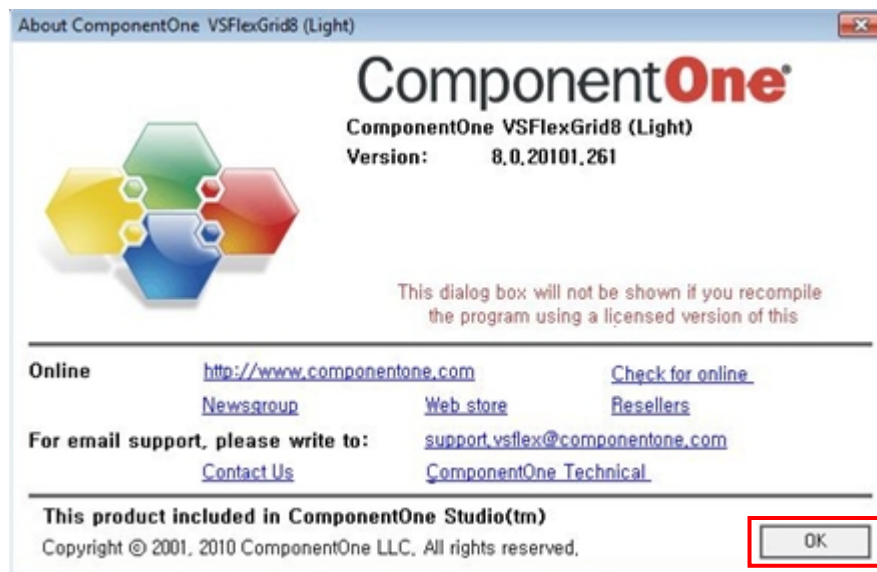 About ComponentOne VSFlexGrid8 (Light)
ComponentOne
ComponentOne VSFlexGrid8 (Light)
Version: 8.0.20101.261
This dialog box will not be shown if you recompile
the program using a licensed version of this
Online http://www.componentone.com Check for online
Newsgroup Web store Resellers
For email support, please write to: support.vsflex@componentone.com
Contact Us ComponentOne Technical
This product included in ComponentOne Studio(tm)
Copyright © 2001, 2010 ComponentOne LLC. All rights reserved.
OK